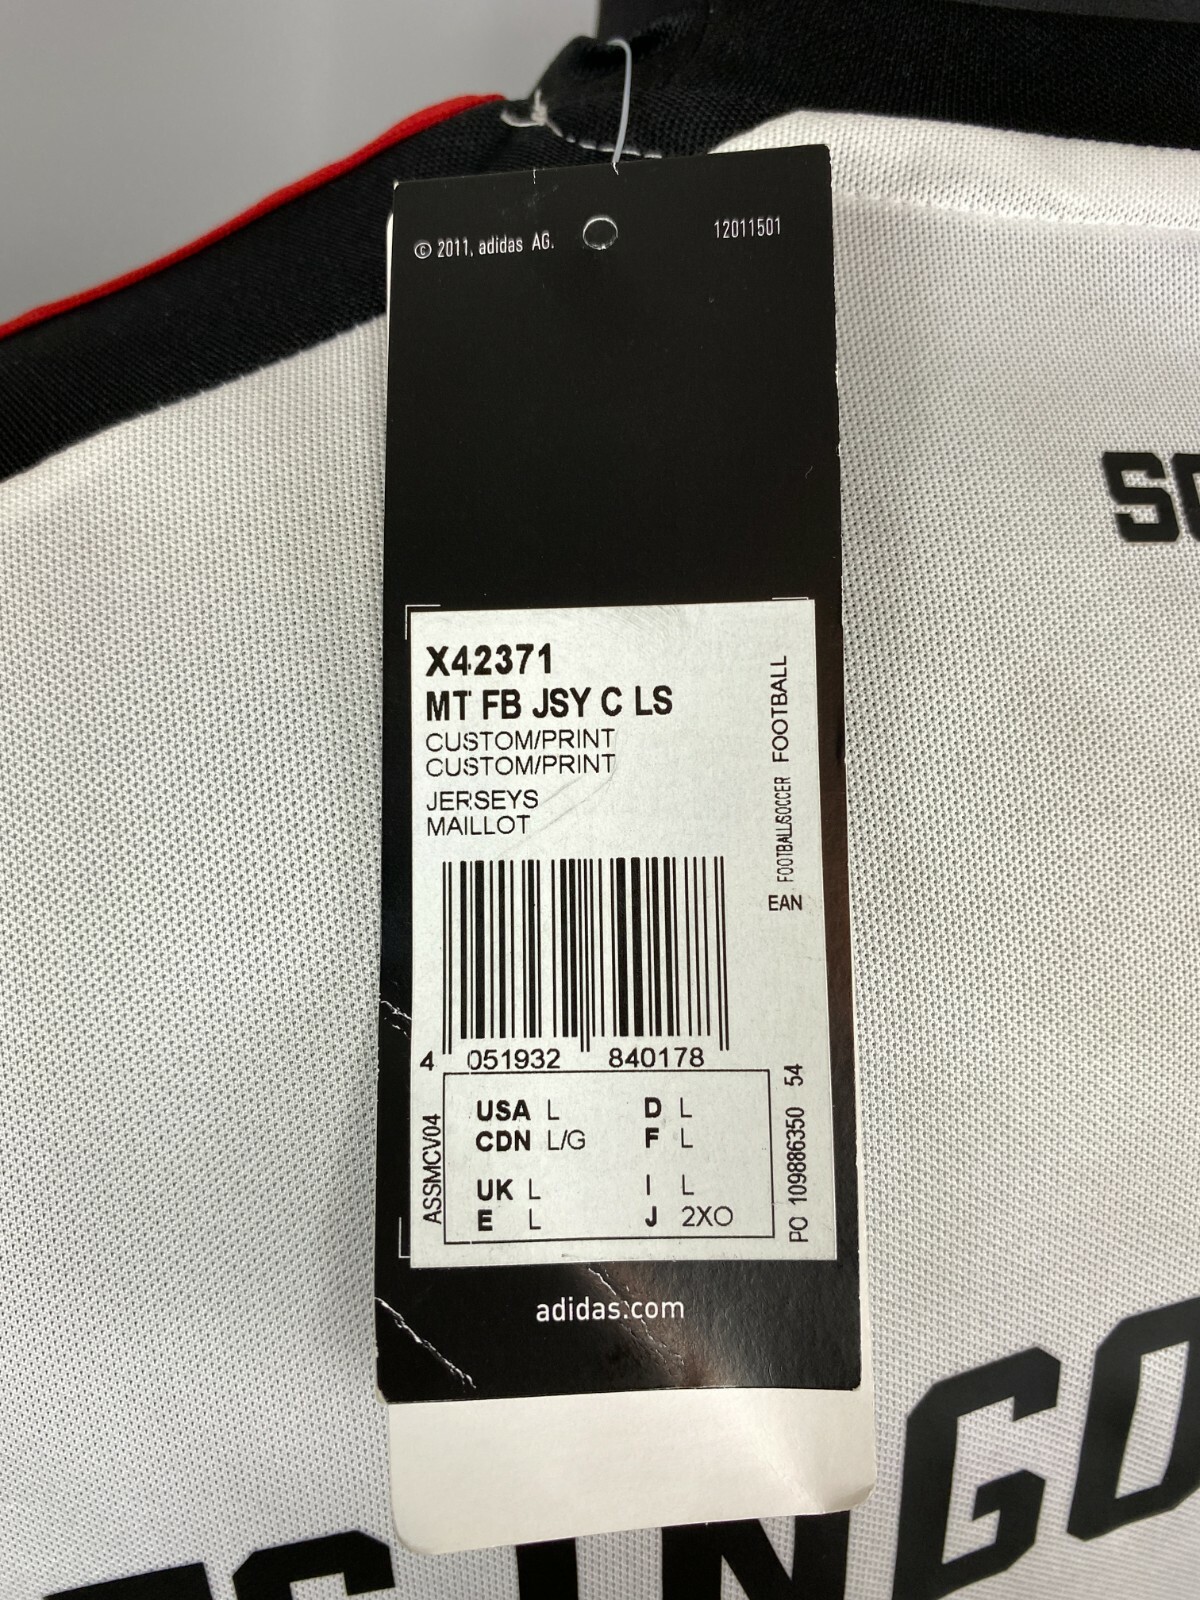 © 2011, adidas AG.
12011501
X42371
MT FB JSY C LS
CUSTOM/PRINT
CUSTOM/PRINT
JERSEYS
MAILLOT
FOOTBALL/SOCCER FOOTBALL
EAN
4 051932 840178
ASSMCV04
USA L D L
CDN L/G F L
UK L I L
E L J 2XO
PO 109886350 54
adidas.com
INGO